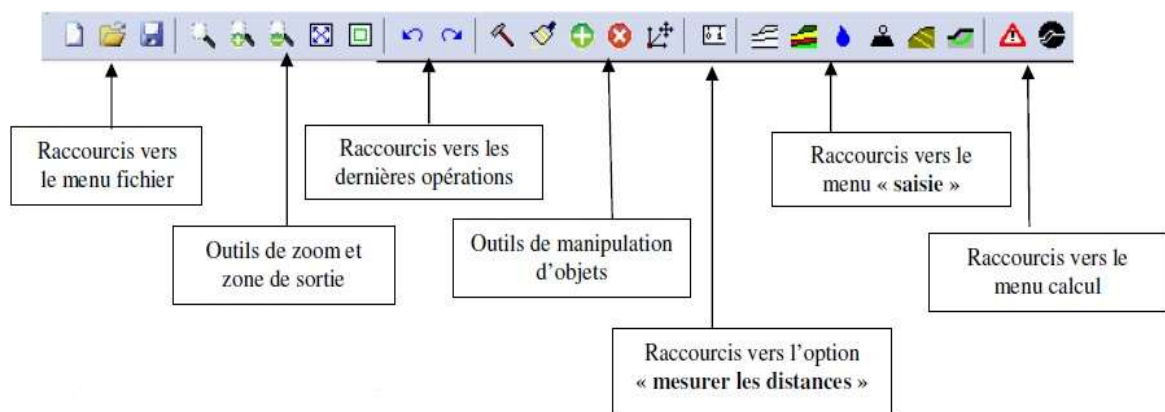 Raccourcis vers
le menu fichier
Raccourcis vers les
dernières opérations
Raccourcis vers le
menu « saisie »
Outils de zoom et
zone de sortie
Outils de manipulation
d’objets
Raccourcis vers le
menu calcul
Raccourcis vers l’option
« mesurer les distances »